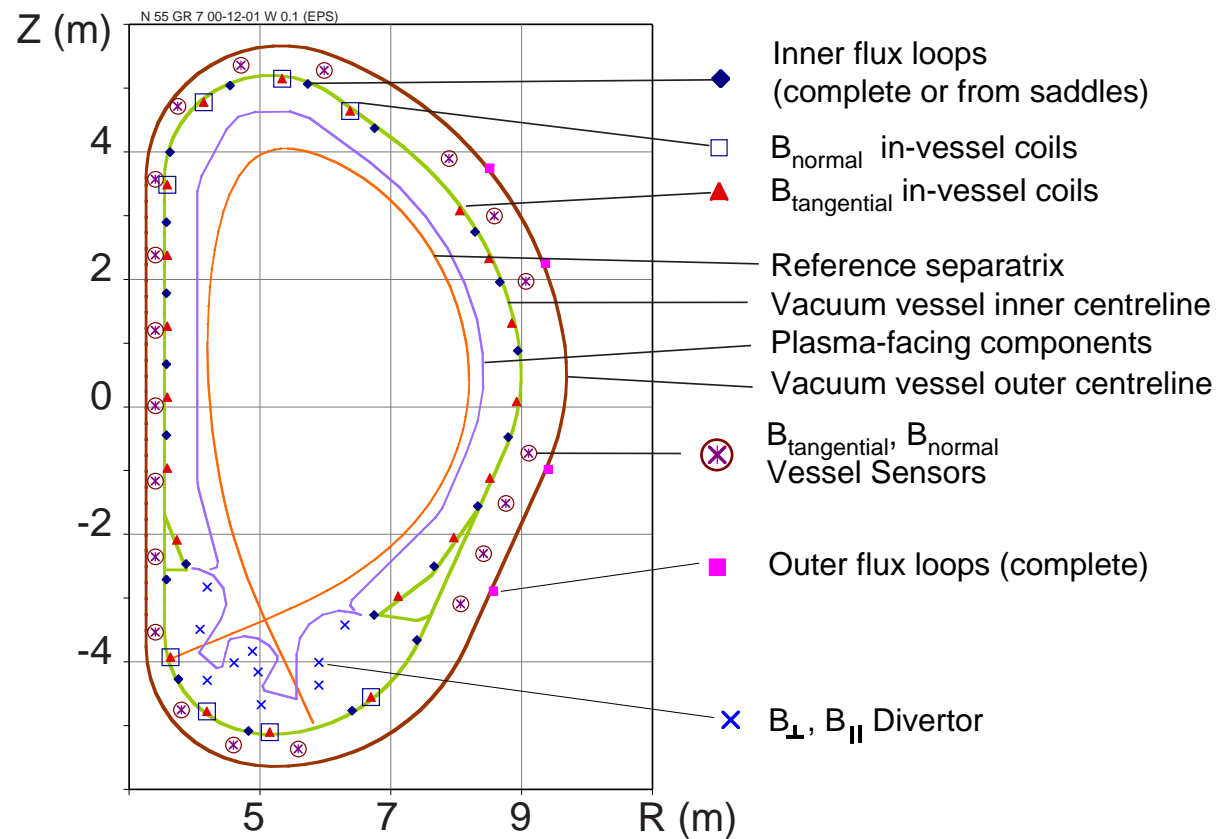 N 55 GR 7 00-12-01 W 0.1 (EPS)
Z (m)
4
2
0
-2
-4
5
7
9
R (m)
Inner flux loops
(complete or from saddles)
Bnormal in-vessel coils
Btangential in-vessel coils
Reference separatrix
Vacuum vessel inner centreline
Plasma-facing components
Vacuum vessel outer centreline
Btangential, Bnormal
Vessel Sensors
Outer flux loops (complete)
B⊥, B|| Divertor